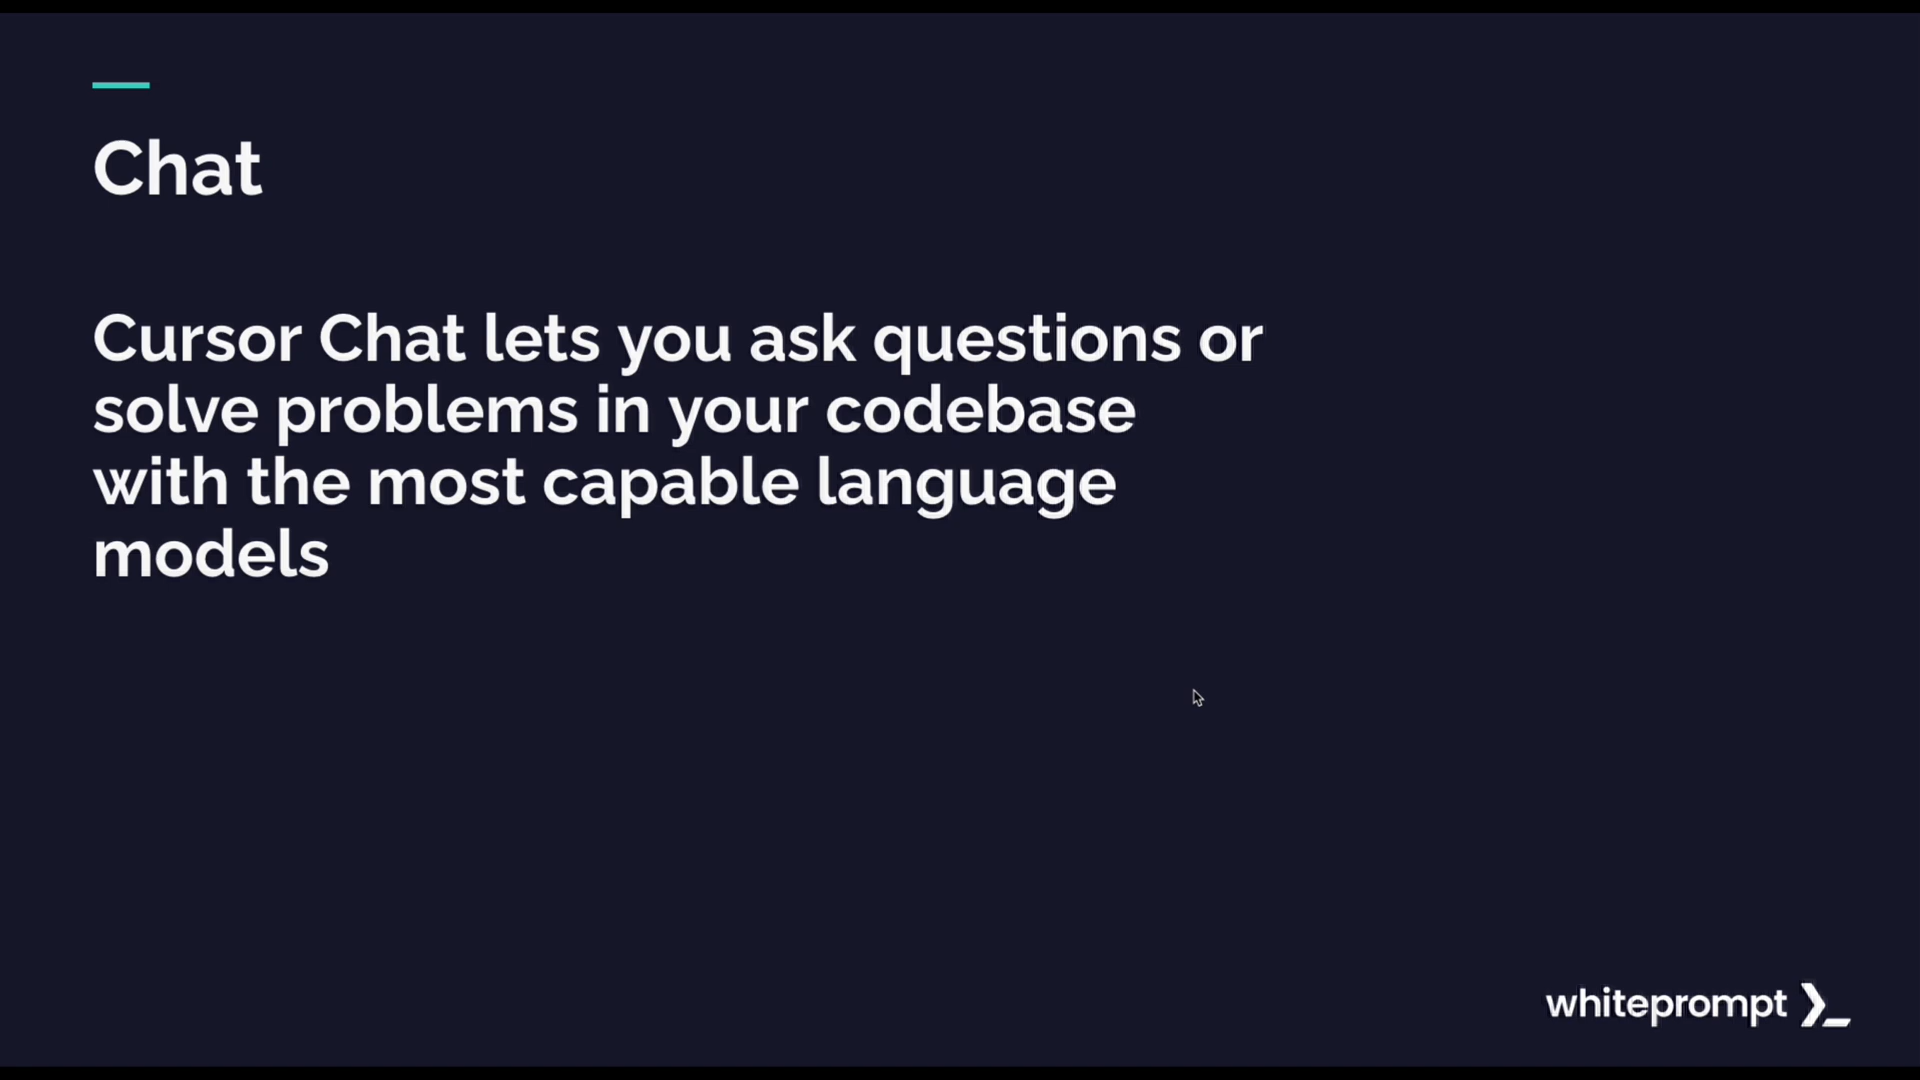 Chat
Cursor Chat lets you ask questions or
solve problems in your codebase
with the most capable language
models
whiteprompt